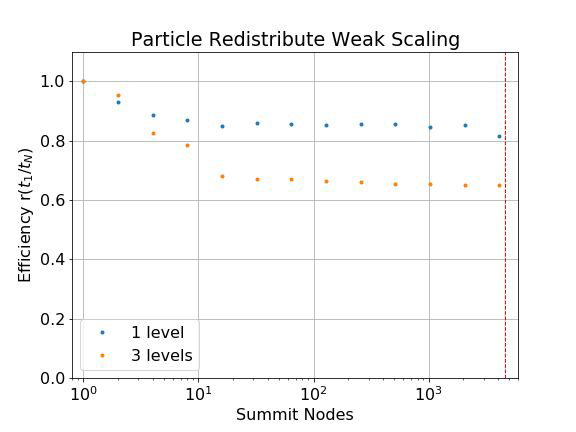 Particle Redistribute Weak Scaling
Efficiency r(t₁/t_N)
1.0
0.8
0.6
0.4
0.2
0.0
1 level
3 levels
10⁰
10¹
10²
10³
Summit Nodes